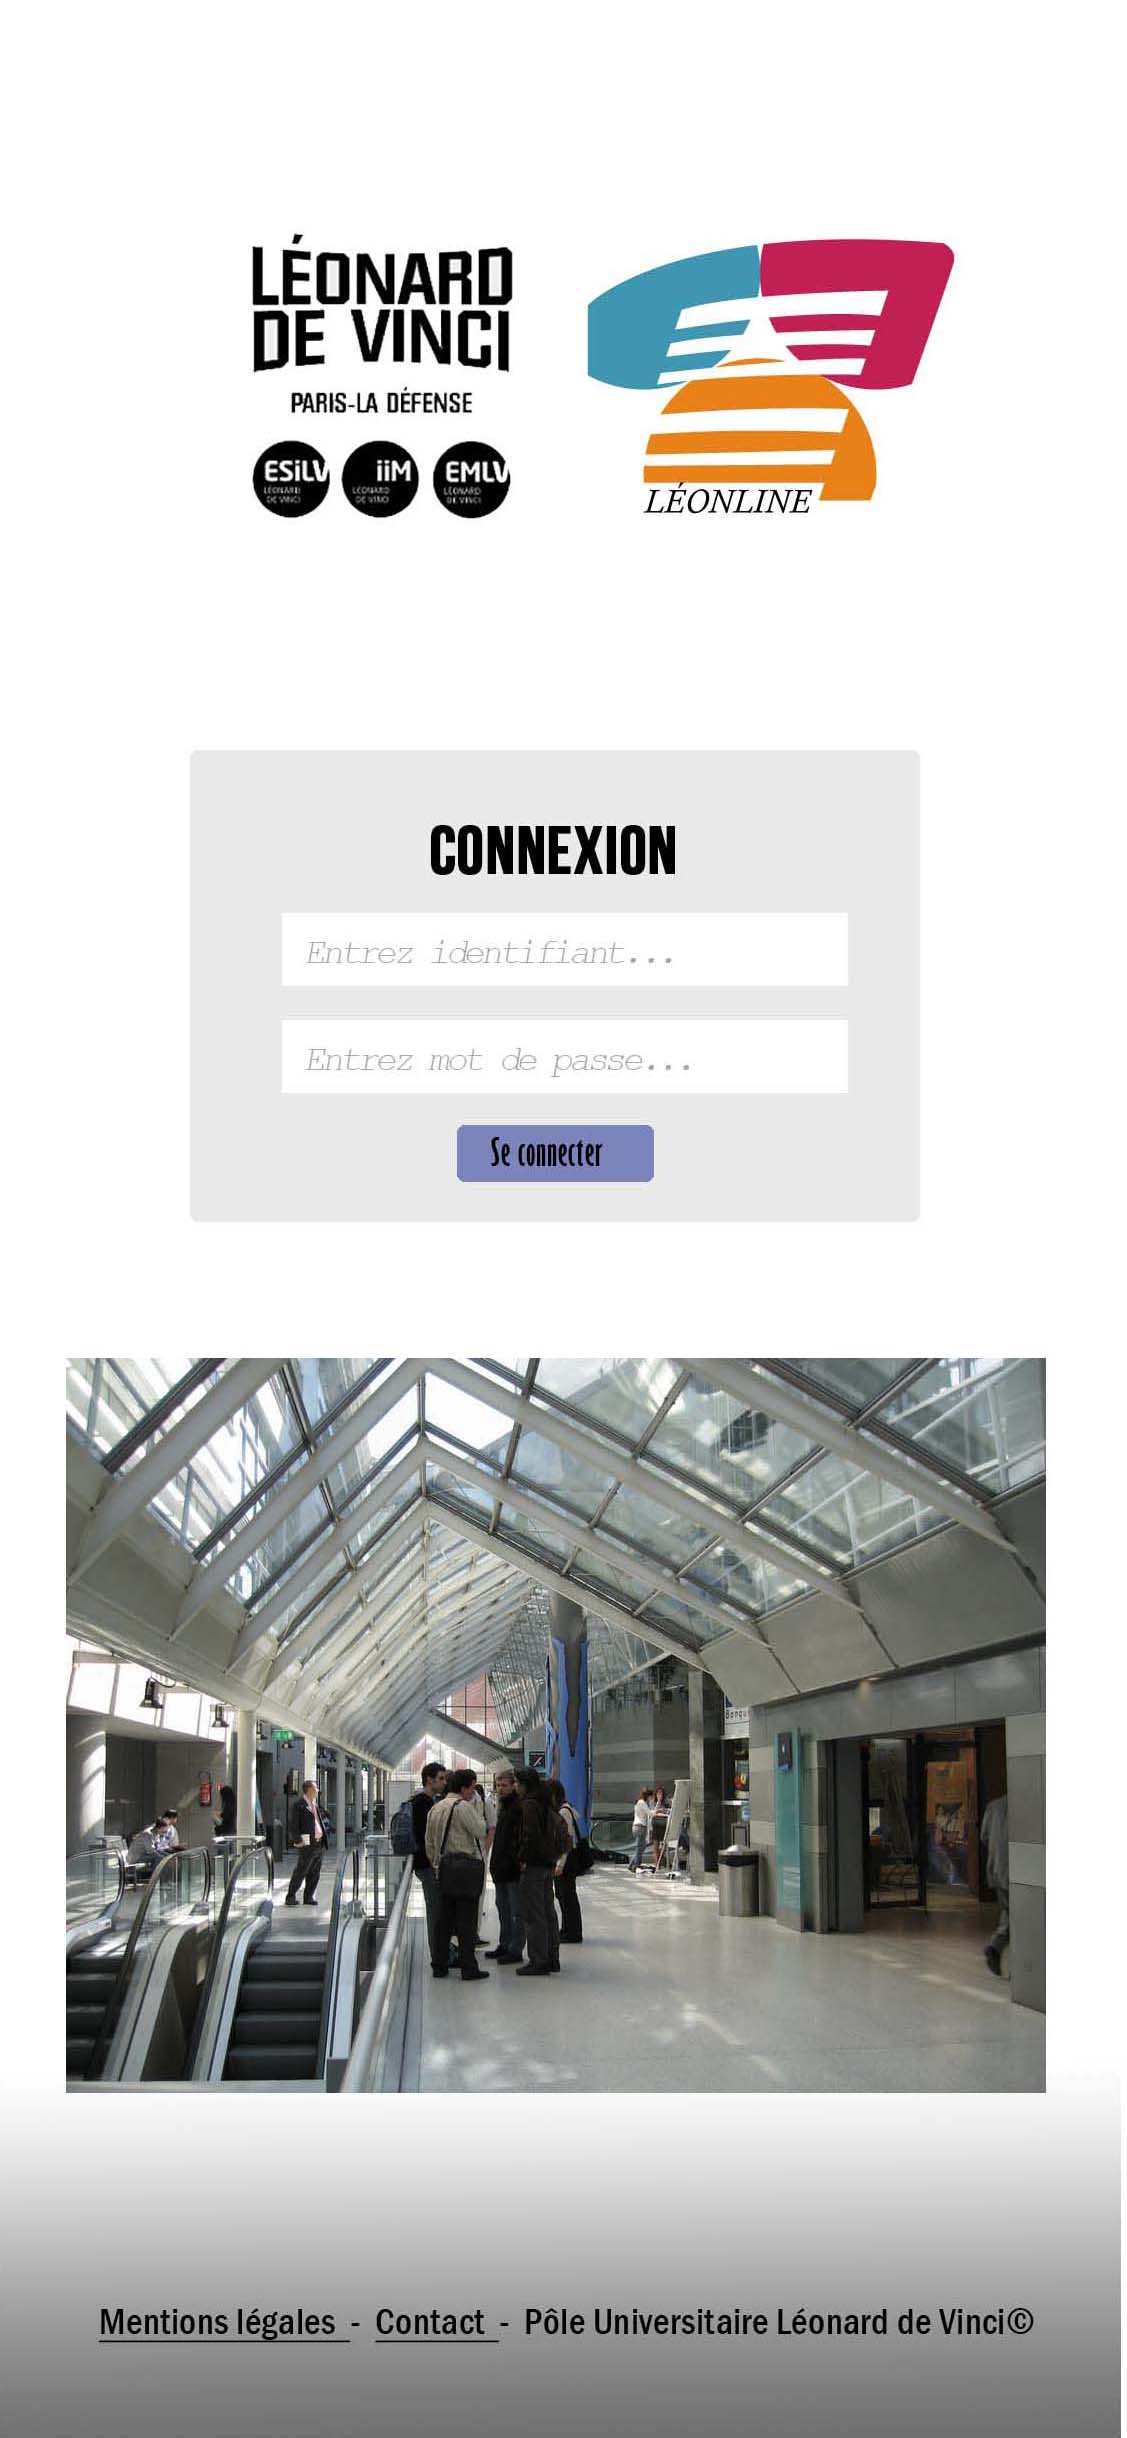 LÉONARD
DE VINCI
PARIS-LA DÉFENSE
ESiLV
LÉONARD
DE VINCI
iiM
LÉONARD
DE VINCI
EMLV
LÉONARD
DE VINCI
LÉONLINE
CONNEXION
Entrez identifiant...
Entrez mot de passe...
Se connecter
Mentions légales - Contact - Pôle Universitaire Léonard de Vinci©